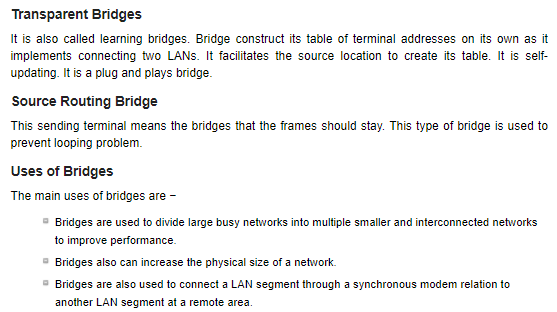 Transparent Bridges
It is also called learning bridges. Bridge construct its table of terminal addresses on its own as it
implements connecting two LANs. It facilitates the source location to create its table. It is self-
updating. It is a plug and plays bridge.
Source Routing Bridge
This sending terminal means the bridges that the frames should stay. This type of bridge is used to
prevent looping problem.
Uses of Bridges
The main uses of bridges are −
Bridges are used to divide large busy networks into multiple smaller and interconnected networks
to improve performance.
Bridges also can increase the physical size of a network.
Bridges are also used to connect a LAN segment through a synchronous modem relation to
another LAN segment at a remote area.